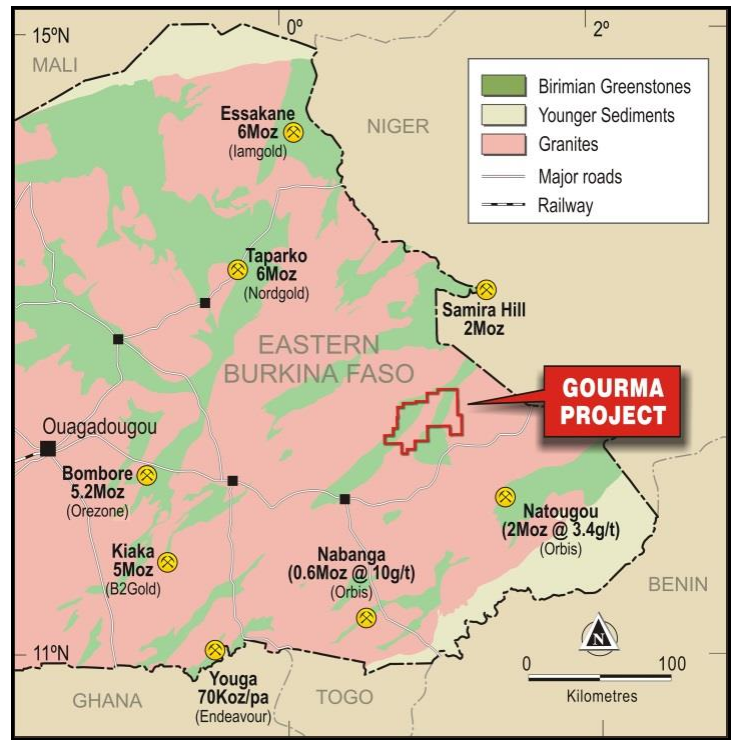 15ºN
0º
2º
MALI
NIGER
Birimian Greenstones
Younger Sediments
Granites
Major roads
Railway
Essakane
6Moz
(Iamgold)
Taparko
6Moz
(Nordgold)
Samira Hill
2Moz
EASTERN
BURKINA FASO
GOURMA
PROJECT
Ouagadougou
Bombore
5.2Moz
(Orezone)
Natougou
(2Moz @ 3.4g/t)
(Orbis)
Kiaka
5Moz
(B2Gold)
Nabanga
(0.6Moz @ 10g/t)
(Orbis)
BENIN
11ºN
Youga
70Koz/pa
(Endeavour)
GHANA
TOGO
N
0
100
Kilometres